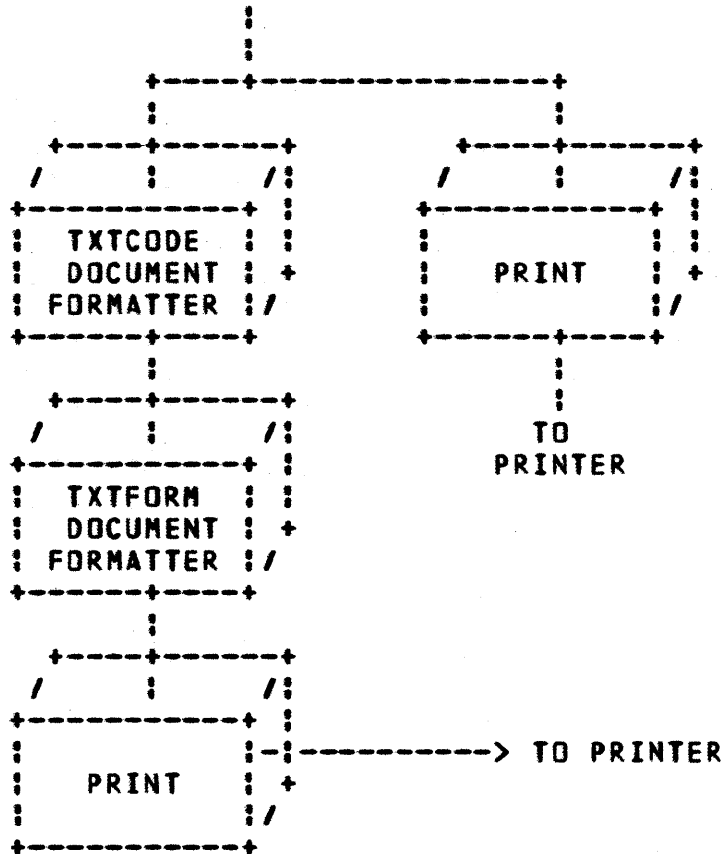 TXTCODE
DOCUMENT
FORMATTER
PRINT
TO
PRINTER
TXTFORM
DOCUMENT
FORMATTER
PRINT
TO PRINTER